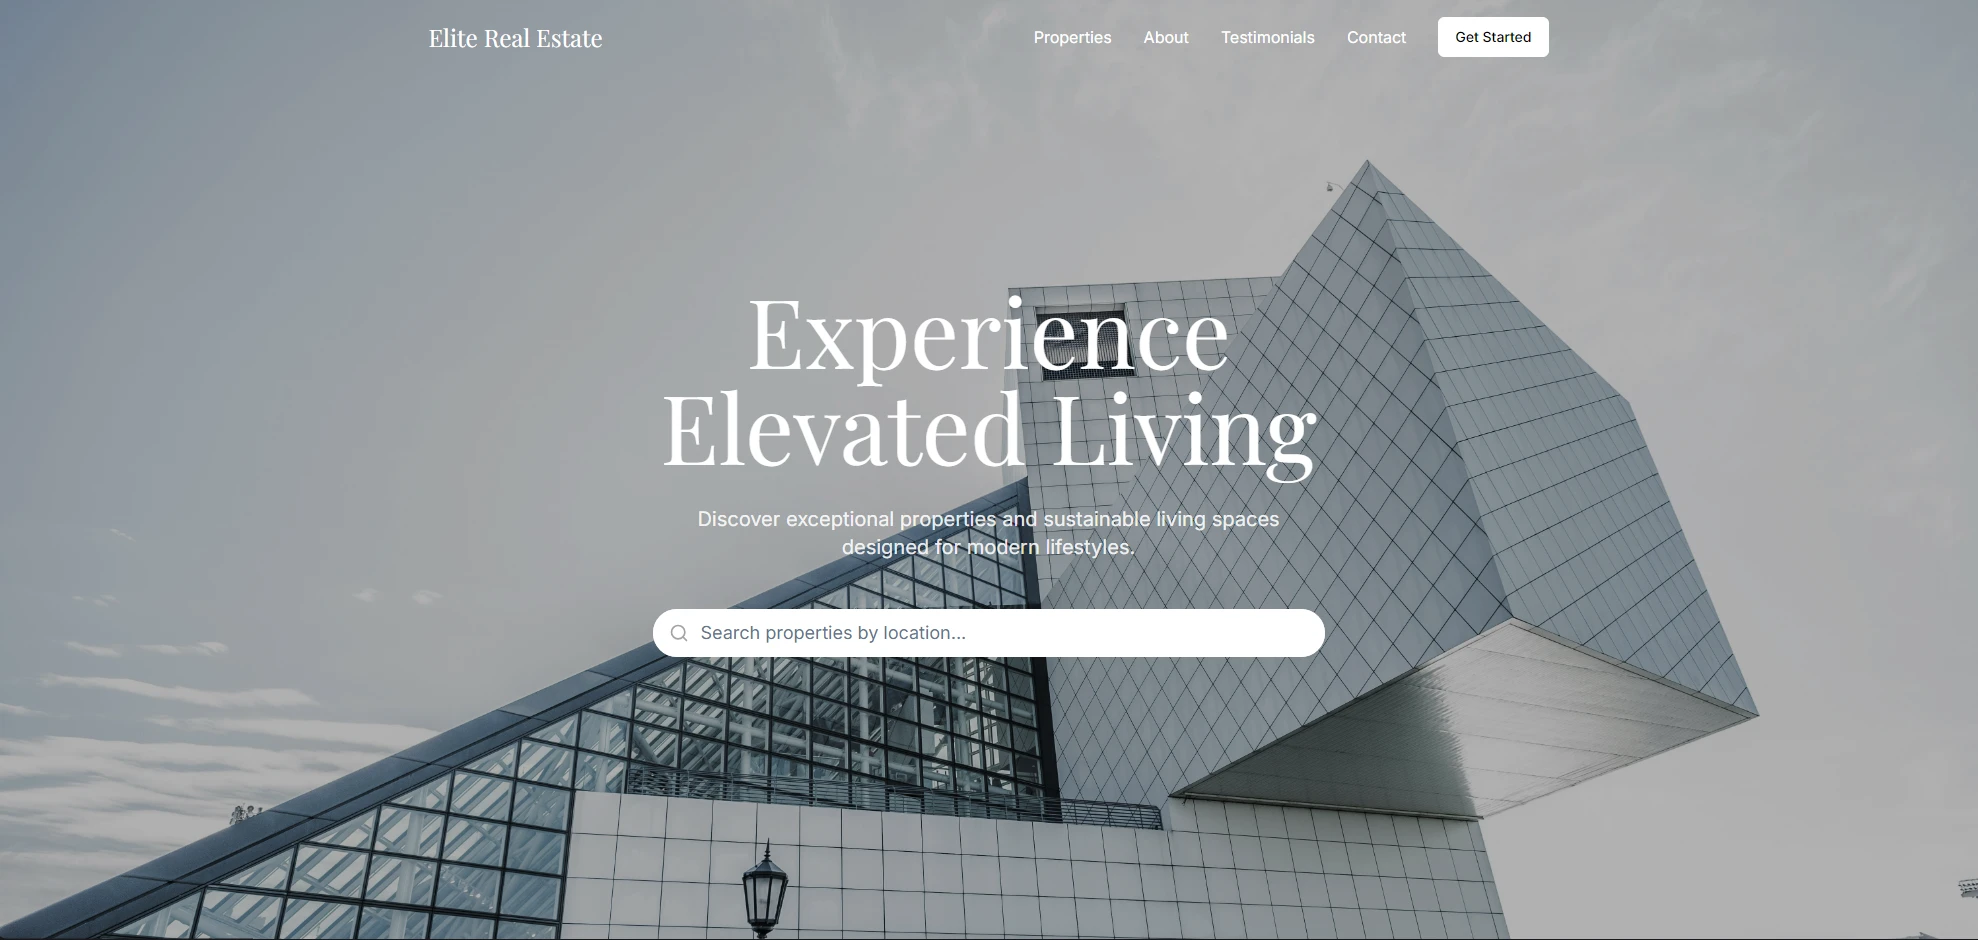 Elite Real Estate
Properties About Testimonials Contact Get Started
Experience
Elevated Living
Discover exceptional properties and sustainable living spaces
designed for modern lifestyles.
Search properties by location...